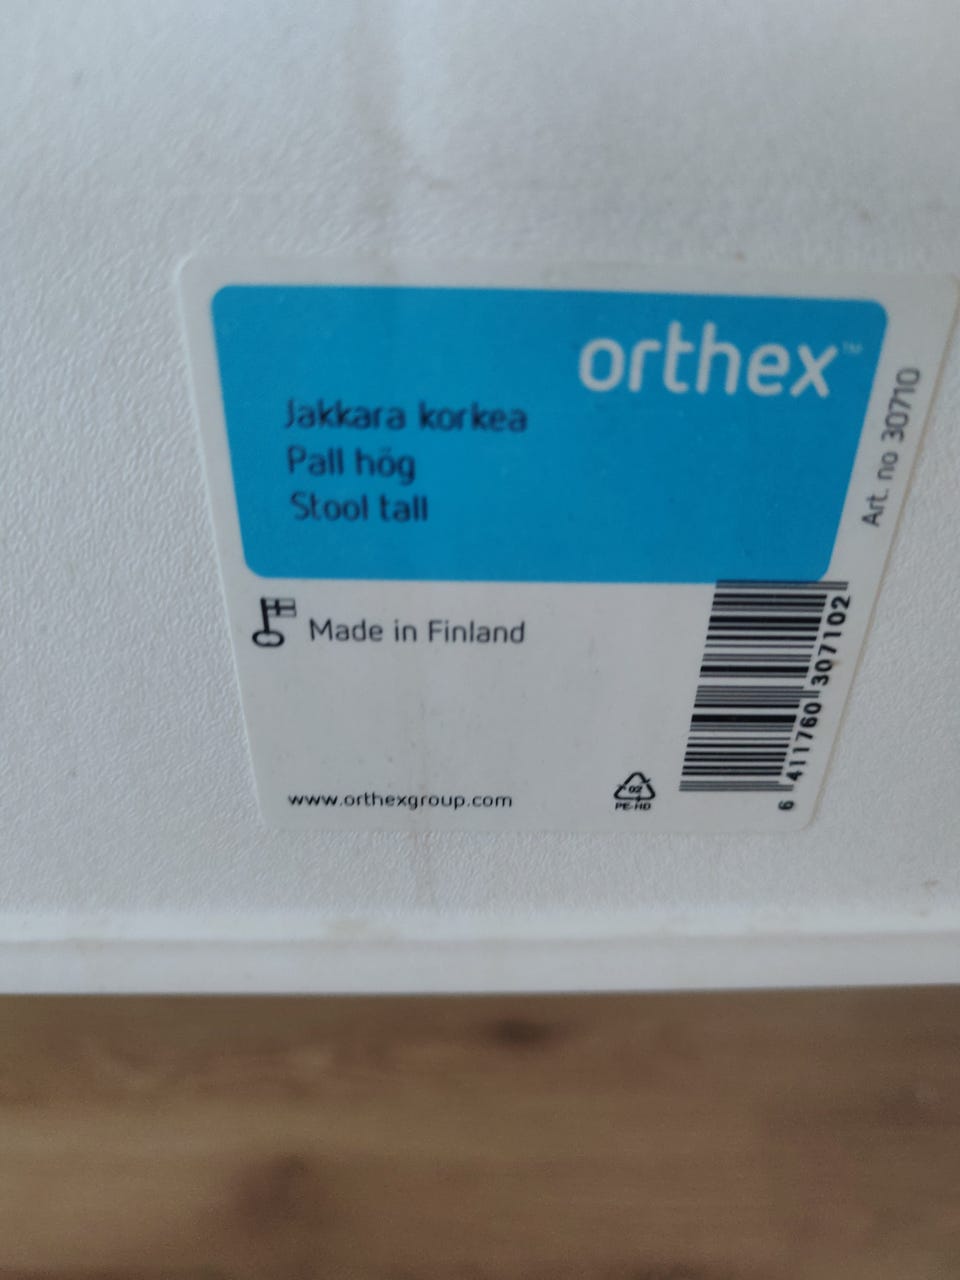 orthex™
Jakkara korkea
Pall hög
Stool tall
Art. no 30710
Made in Finland
www.orthexgroup.com
02
PE-HD
6 411760 307102